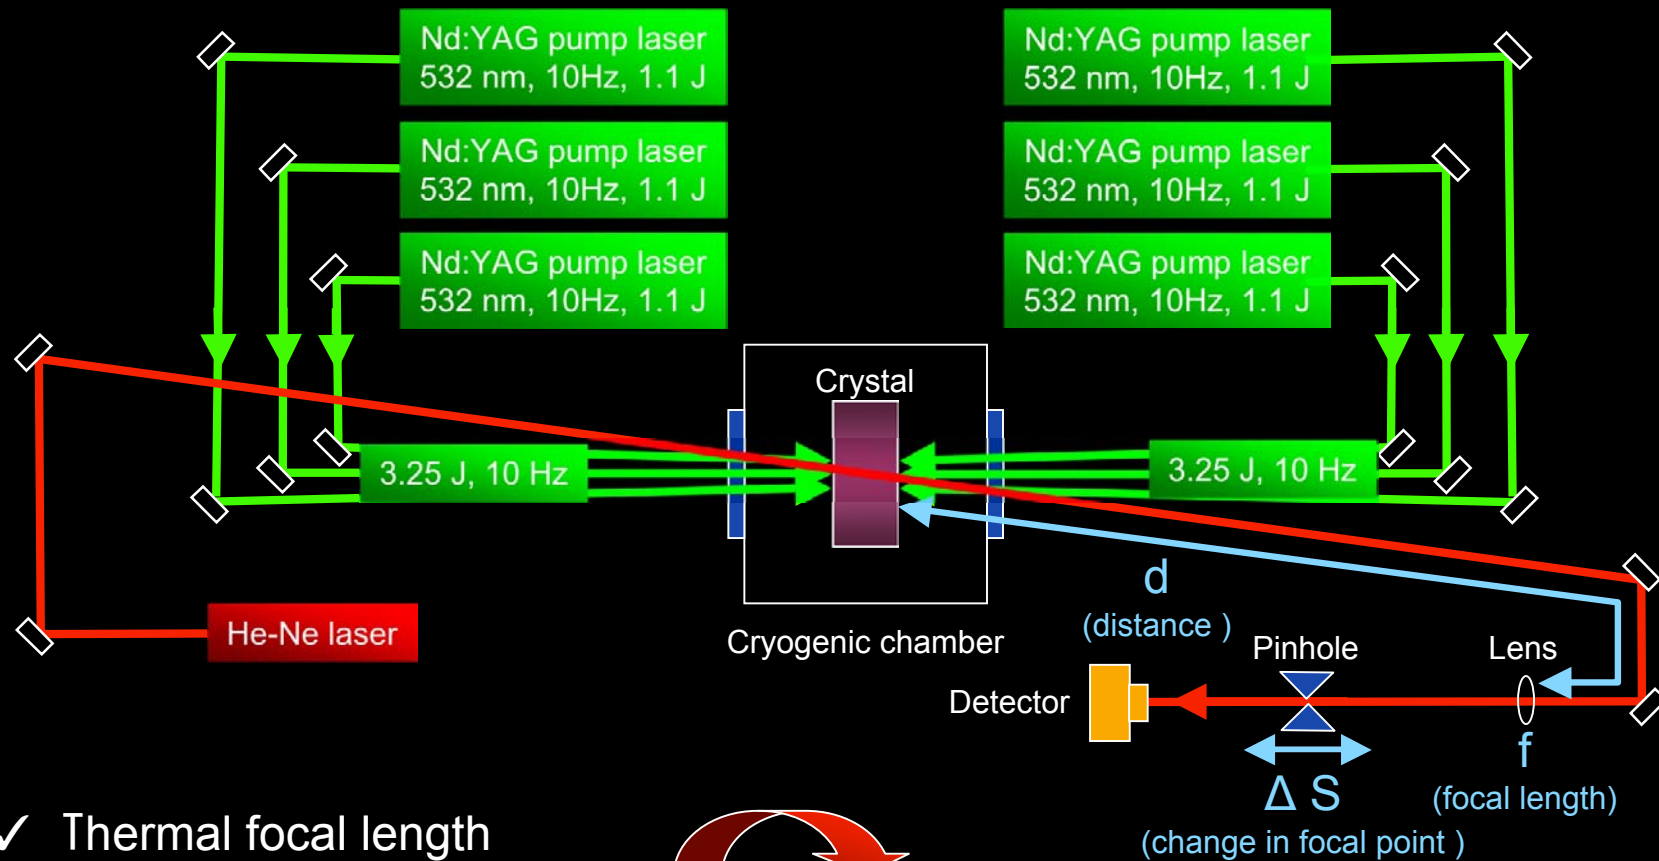 Nd:YAG pump laser
532 nm, 10Hz, 1.1 J
Nd:YAG pump laser
532 nm, 10Hz, 1.1 J
Nd:YAG pump laser
532 nm, 10Hz, 1.1 J
Nd:YAG pump laser
532 nm, 10Hz, 1.1 J
Nd:YAG pump laser
532 nm, 10Hz, 1.1 J
Nd:YAG pump laser
532 nm, 10Hz, 1.1 J
Crystal
3.25 J, 10 Hz
3.25 J, 10 Hz
He-Ne laser
Cryogenic chamber
d
(distance )
Pinhole
Lens
Detector
Δ S
(change in focal point )
f
(focal length)
✓ Thermal focal length